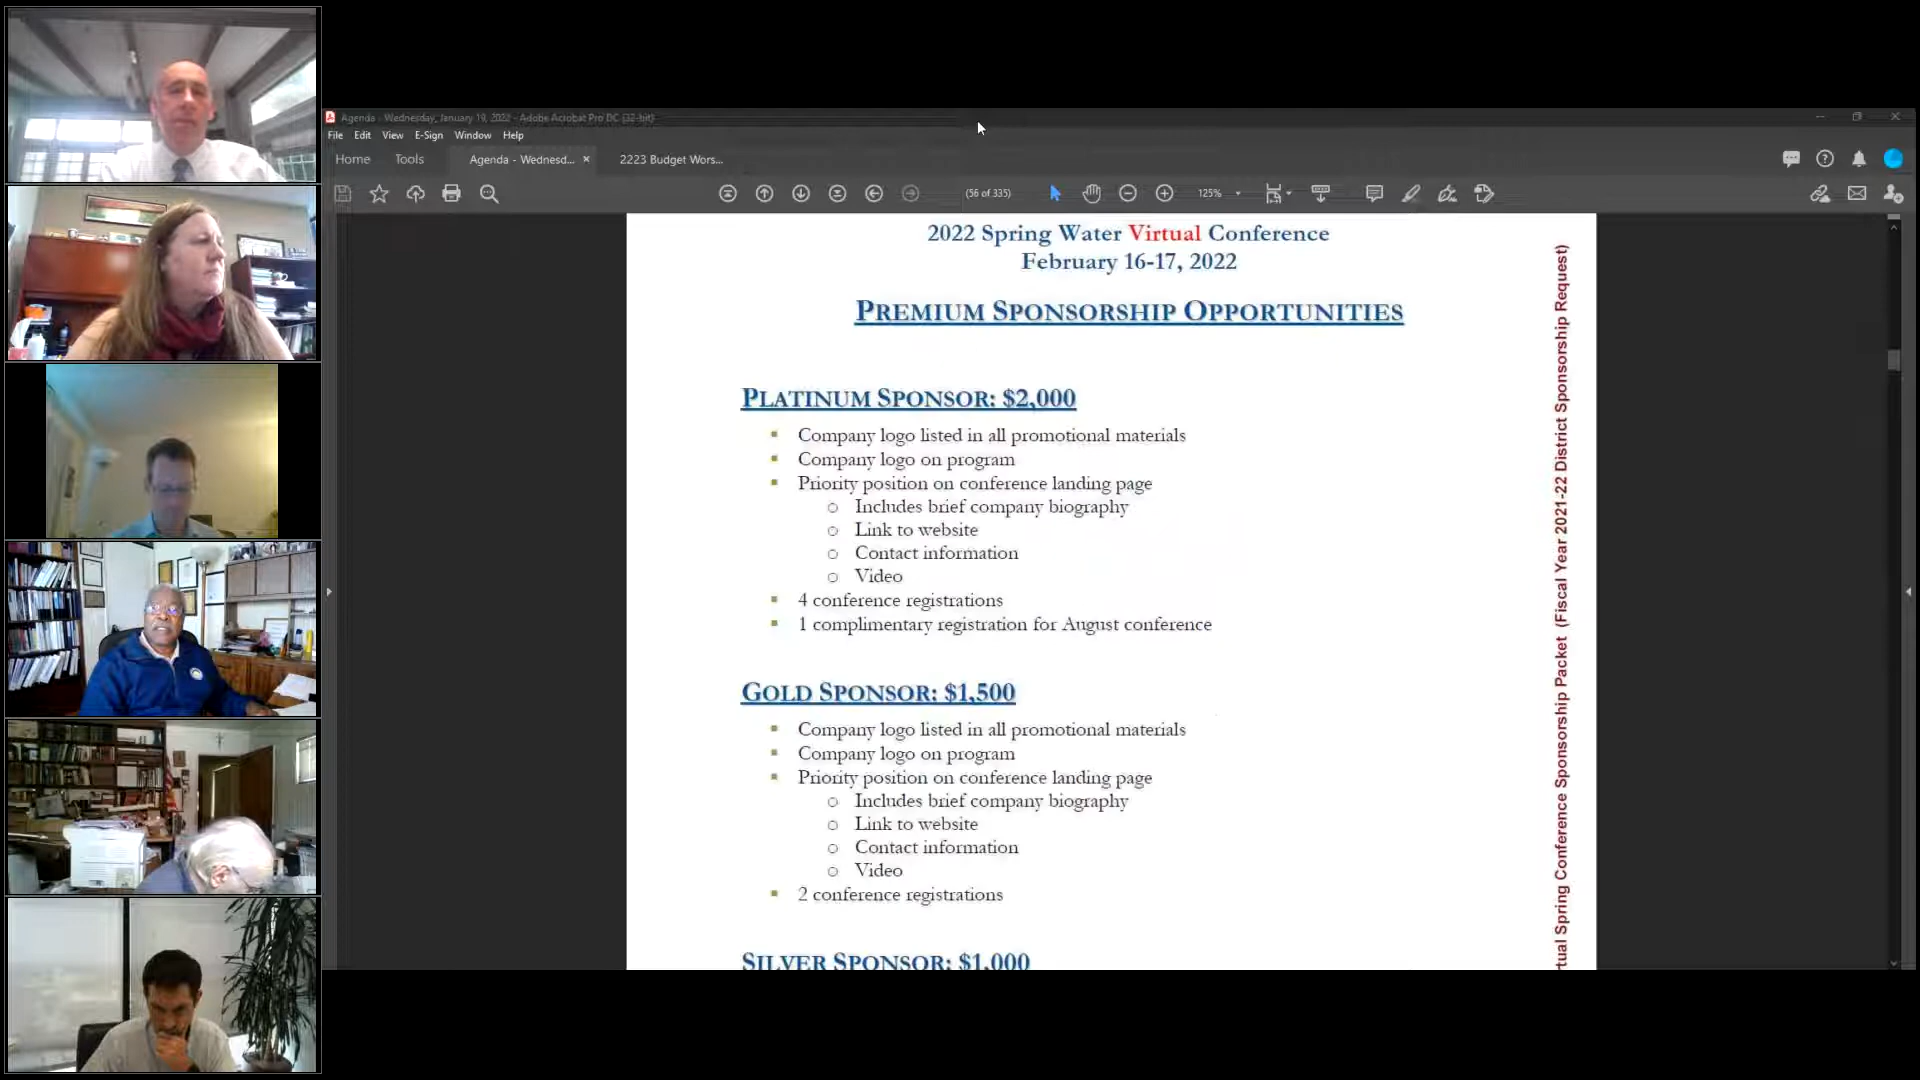 Agenda - Wednesday, January 19, 2022 - Adobe Acrobat Pro DC (32-bit)
File Edit View E-Sign Window Help
Home Tools Agenda - Wednesd... × 2223 Budget Wors...
(56 of 335) 125%
2022 Spring Water Virtual Conference
February 16-17, 2022
PREMIUM SPONSORSHIP OPPORTUNITIES
PLATINUM SPONSOR: $2,000
Company logo listed in all promotional materials
Company logo on program
Priority position on conference landing page
Includes brief company biography
Link to website
Contact information
Video
4 conference registrations
1 complimentary registration for August conference
GOLD SPONSOR: $1,500
Company logo listed in all promotional materials
Company logo on program
Priority position on conference landing page
Includes brief company biography
Link to website
Contact information
Video
2 conference registrations
SILVER SPONSOR: $1,000
tual Spring Conference Sponsorship Packet (Fiscal Year 2021-22 District Sponsorship Request)